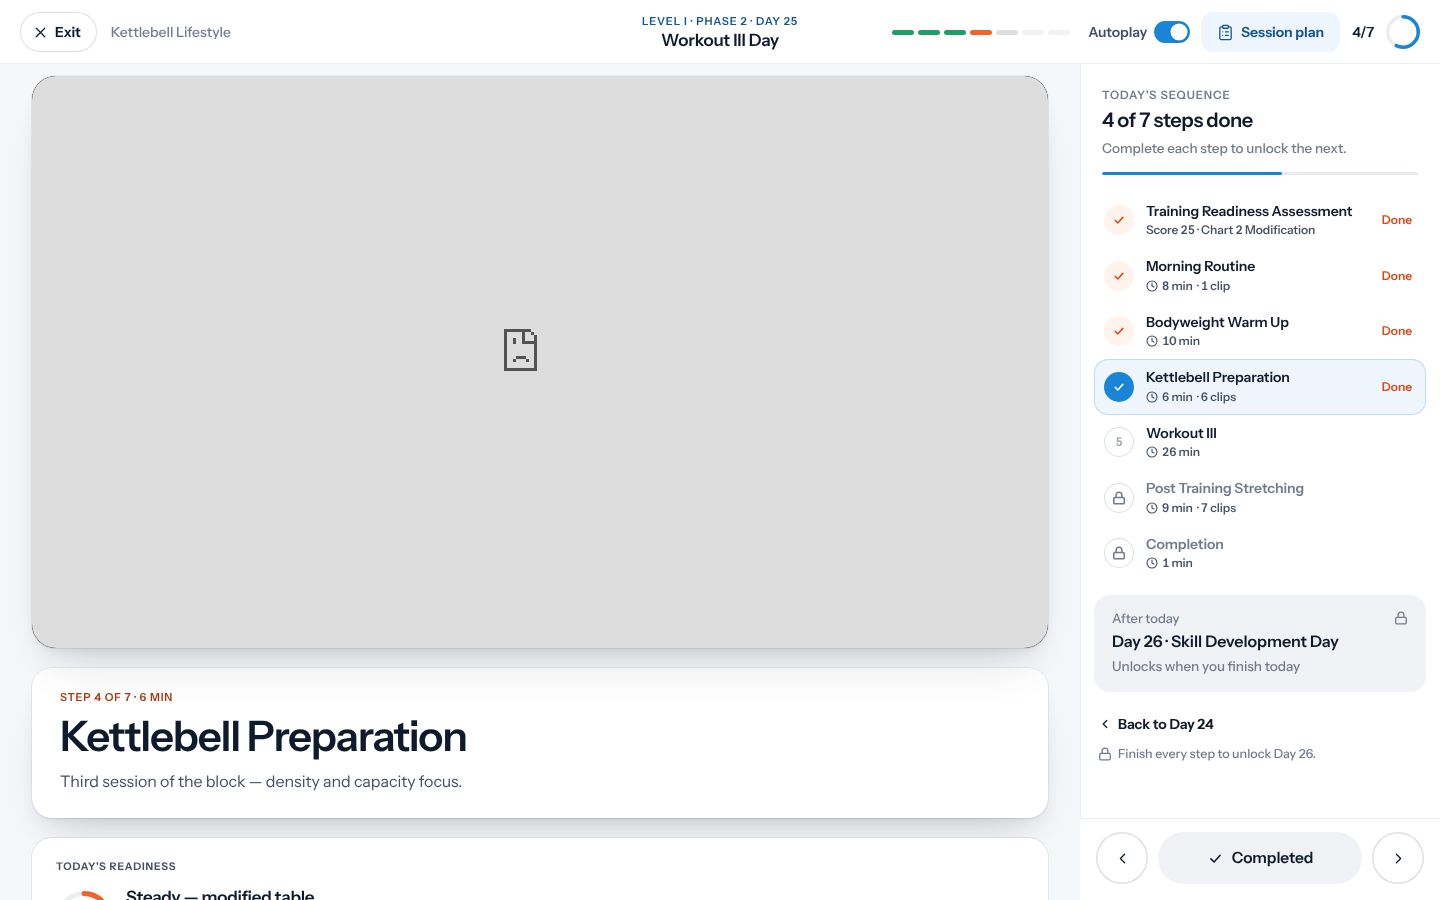 Exit
Kettlebell Lifestyle
LEVEL I · PHASE 2 · DAY 25
Workout III Day
Autoplay
Session plan
4/7
TODAY'S SEQUENCE
4 of 7 steps done
Complete each step to unlock the next.
Training Readiness Assessment
Score 25 · Chart 2 Modification
Done
Morning Routine
8 min · 1 clip
Done
Bodyweight Warm Up
10 min
Done
Kettlebell Preparation
6 min · 6 clips
Done
5
Workout III
26 min
Post Training Stretching
9 min · 7 clips
Completion
1 min
After today
Day 26 · Skill Development Day
Unlocks when you finish today
Back to Day 24
Finish every step to unlock Day 26.
Completed
STEP 4 OF 7 · 6 MIN
Kettlebell Preparation
Third session of the block — density and capacity focus.
TODAY'S READINESS
Steady — modified table